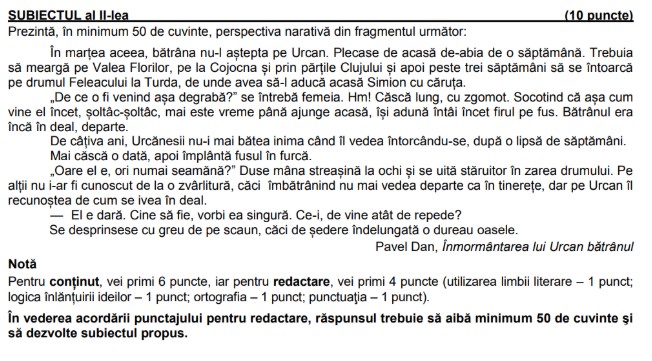 SUBIECTUL al II-lea (10 puncte)
Prezintă, în minimum 50 de cuvinte, perspectiva narativă din fragmentul următor:
În marțea aceea, bătrâna nu-l aștepta pe Urcan. Plecase de acasă de-abia de o săptămână. Trebuia
să meargă pe Valea Florilor, pe la Cojocna și prin părțile Clujului și apoi peste trei săptămâni să se întoarcă
pe drumul Feleacului la Turda, de unde avea să-l aducă acasă Simion cu căruța.
„De ce o fi venind așa degrabă?” se întrebă femeia. Hm! Căscă lung, cu zgomot. Socotind că așa cum
vine el încet, șoltâc-șoltâc, mai este vreme până ajunge acasă, își adună întâi încet firul pe fus. Bătrânul era
încă în deal, departe.
De câțiva ani, Urcănesii nu-i mai bătea inima când îl vedea întorcându-se, după o lipsă de săptămâni.
Mai căscă o dată, apoi împlântă fusul în furcă.
„Oare el e, ori numai seamănă?” Duse mâna streașină la ochi și se uită stăruitor în zarea drumului. Pe
alții nu i-ar fi cunoscut de la o zvârlitură, căci îmbătrânind nu mai vedea departe ca în tinerețe, dar pe Urcan îl
recunoștea de cum se ivea în deal.
— El e dară. Cine să fie, vorbi ea singură. Ce-i, de vine atât de repede?
Se desprinsese cu greu de pe scaun, căci de ședere îndelungată o dureau oasele.
Pavel Dan, Înmormântarea lui Urcan bătrânul
Notă
Pentru conținut, vei primi 6 puncte, iar pentru redactare, vei primi 4 puncte (utilizarea limbii literare – 1 punct;
logica înlănțuirii ideilor – 1 punct; ortografia – 1 punct; punctuația – 1 punct).
În vederea acordării punctajului pentru redactare, răspunsul trebuie să aibă minimum 50 de cuvinte și
să dezvolte subiectul propus.